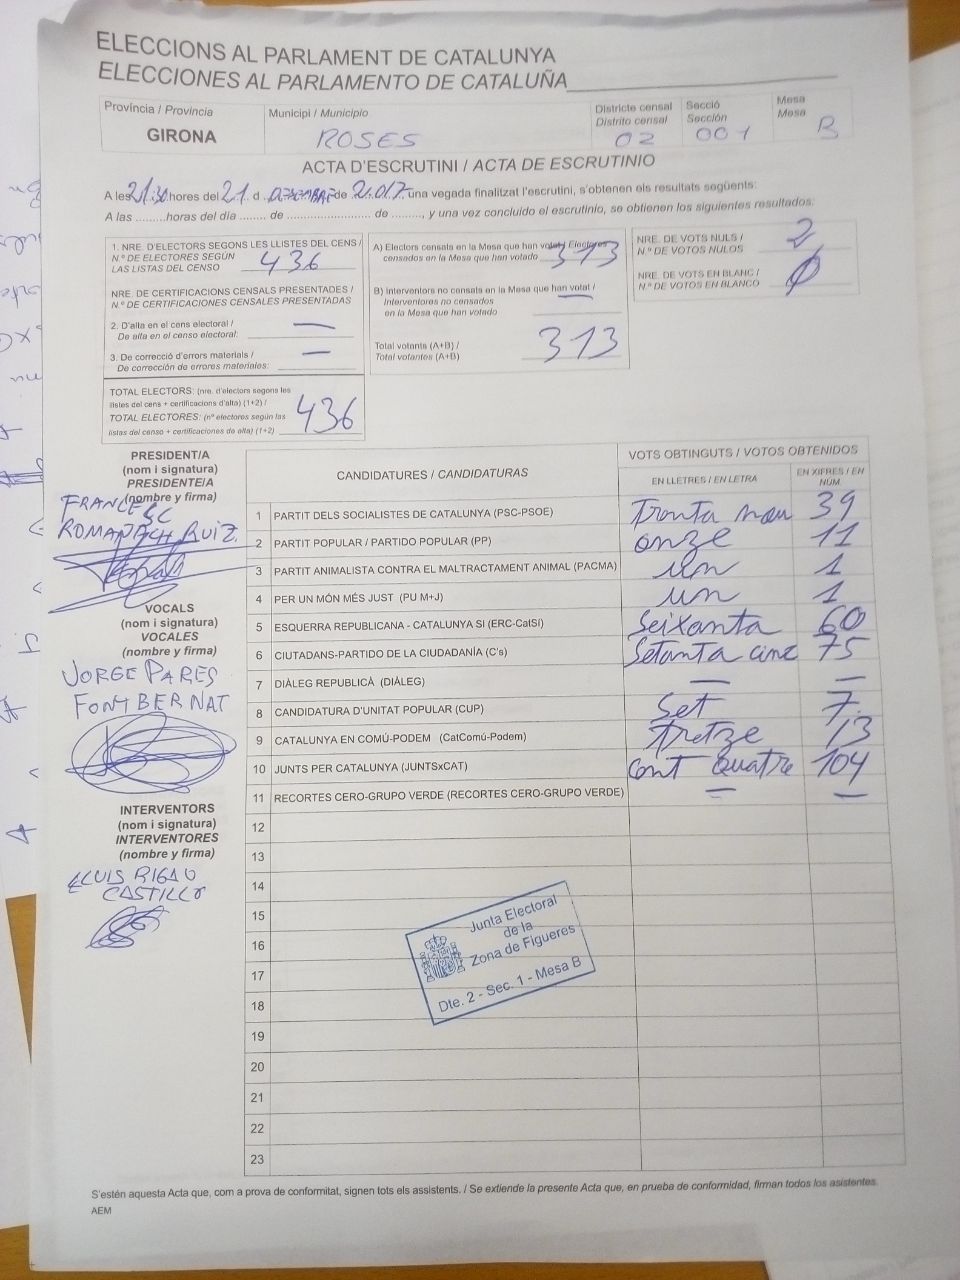 ELECCIONS AL PARLAMENT DE CATALUNYA
ELECCIONES AL PARLAMENTO DE CATALUÑA
Província / Provincia
GIRONA
Municipi / Municipio
ROSES
Districte censal
Distrito censal
02
Secció
Sección
001
Mesa
Mesa
B
ACTA D'ESCRUTINI / ACTA DE ESCRUTINIO
A les 21:30 hores del 21 d DESEMBRE de 2.017 una vegada finalitzat l'escrutini, s'obtenen els resultats següents:
A las .........horas del día ....... de ........................ de ........, y una vez concluido el escrutinio, se obtienen los siguientes resultados:
1. NRE. D'ELECTORS SEGONS LES LLISTES DEL CENS /
N.º DE ELECTORES SEGÚN
LAS LISTAS DEL CENSO
436
NRE. DE CERTIFICACIONS CENSALS PRESENTADES /
N.º DE CERTIFICACIONES CENSALES PRESENTADAS
2. D'alta en el cens electoral /
De alta en el censo electoral: —
3. De correcció d'errors materials /
De corrección de errores materiales: —
TOTAL ELECTORS: (nre. d'electors segons les
llistes del cens + certificacions d'alta) (1+2) /
TOTAL ELECTORES: (nº electores según las
listas del censo + certificaciones de alta) (1+2)
436
A) Electors censats en la Mesa que han votat / Electores
censados en la Mesa que han votado 313
B) Interventors no censats en la Mesa que han votat /
Interventores no censados
en la Mesa que han votado
—
Total votants (A+B) /
Total votantes (A+B)
313
NRE. DE VOTS NULS /
N.º DE VOTOS NULOS
2
NRE. DE VOTS EN BLANC /
N.º DE VOTOS EN BLANCO
Ø
PRESIDENT/A
(nom i signatura)
PRESIDENTE/A
(nombre y firma)
FRANCESC
ROMANACH RUIZ
VOCALS
(nom i signatura)
VOCALES
(nombre y firma)
JORGE PARES
FONTBERNAT
INTERVENTORS
(nom i signatura)
INTERVENTORES
(nombre y firma)
LLUIS RIGAU
CASTILLO
CANDIDATURES / CANDIDATURAS
VOTS OBTINGUTS / VOTOS OBTENIDOS
EN LLETRES / EN LETRA
EN XIFRES / EN NÚM.
1 PARTIT DELS SOCIALISTES DE CATALUNYA (PSC-PSOE) Trenta nou 39
2 PARTIT POPULAR / PARTIDO POPULAR (PP) onze 11
3 PARTIT ANIMALISTA CONTRA EL MALTRACTAMENT ANIMAL (PACMA) un 1
4 PER UN MÓN MÉS JUST (PU M+J) un 1
5 ESQUERRA REPUBLICANA - CATALUNYA SI (ERC-CatSí) Seixanta 60
6 CIUTADANS-PARTIDO DE LA CIUDADANÍA (C's) Setanta cinc 75
7 DIÀLEG REPUBLICÀ (DIÀLEG) — —
8 CANDIDATURA D'UNITAT POPULAR (CUP) Set 7.
9 CATALUNYA EN COMÚ-PODEM (CatComú-Podem) tretze 13
10 JUNTS PER CATALUNYA (JUNTSxCAT) Cent quatre 104
11 RECORTES CERO-GRUPO VERDE (RECORTES CERO-GRUPO VERDE) — —
12
13
14
15
16
17
18
19
20
21
22
23
Junta Electoral
de la
Zona de Figueres
Dte. 2 - Sec. 1 - Mesa B
S'estén aquesta Acta que, com a prova de conformitat, signen tots els assistents. / Se extiende la presente Acta que, en prueba de conformidad, firman todos los asistentes.
AEM